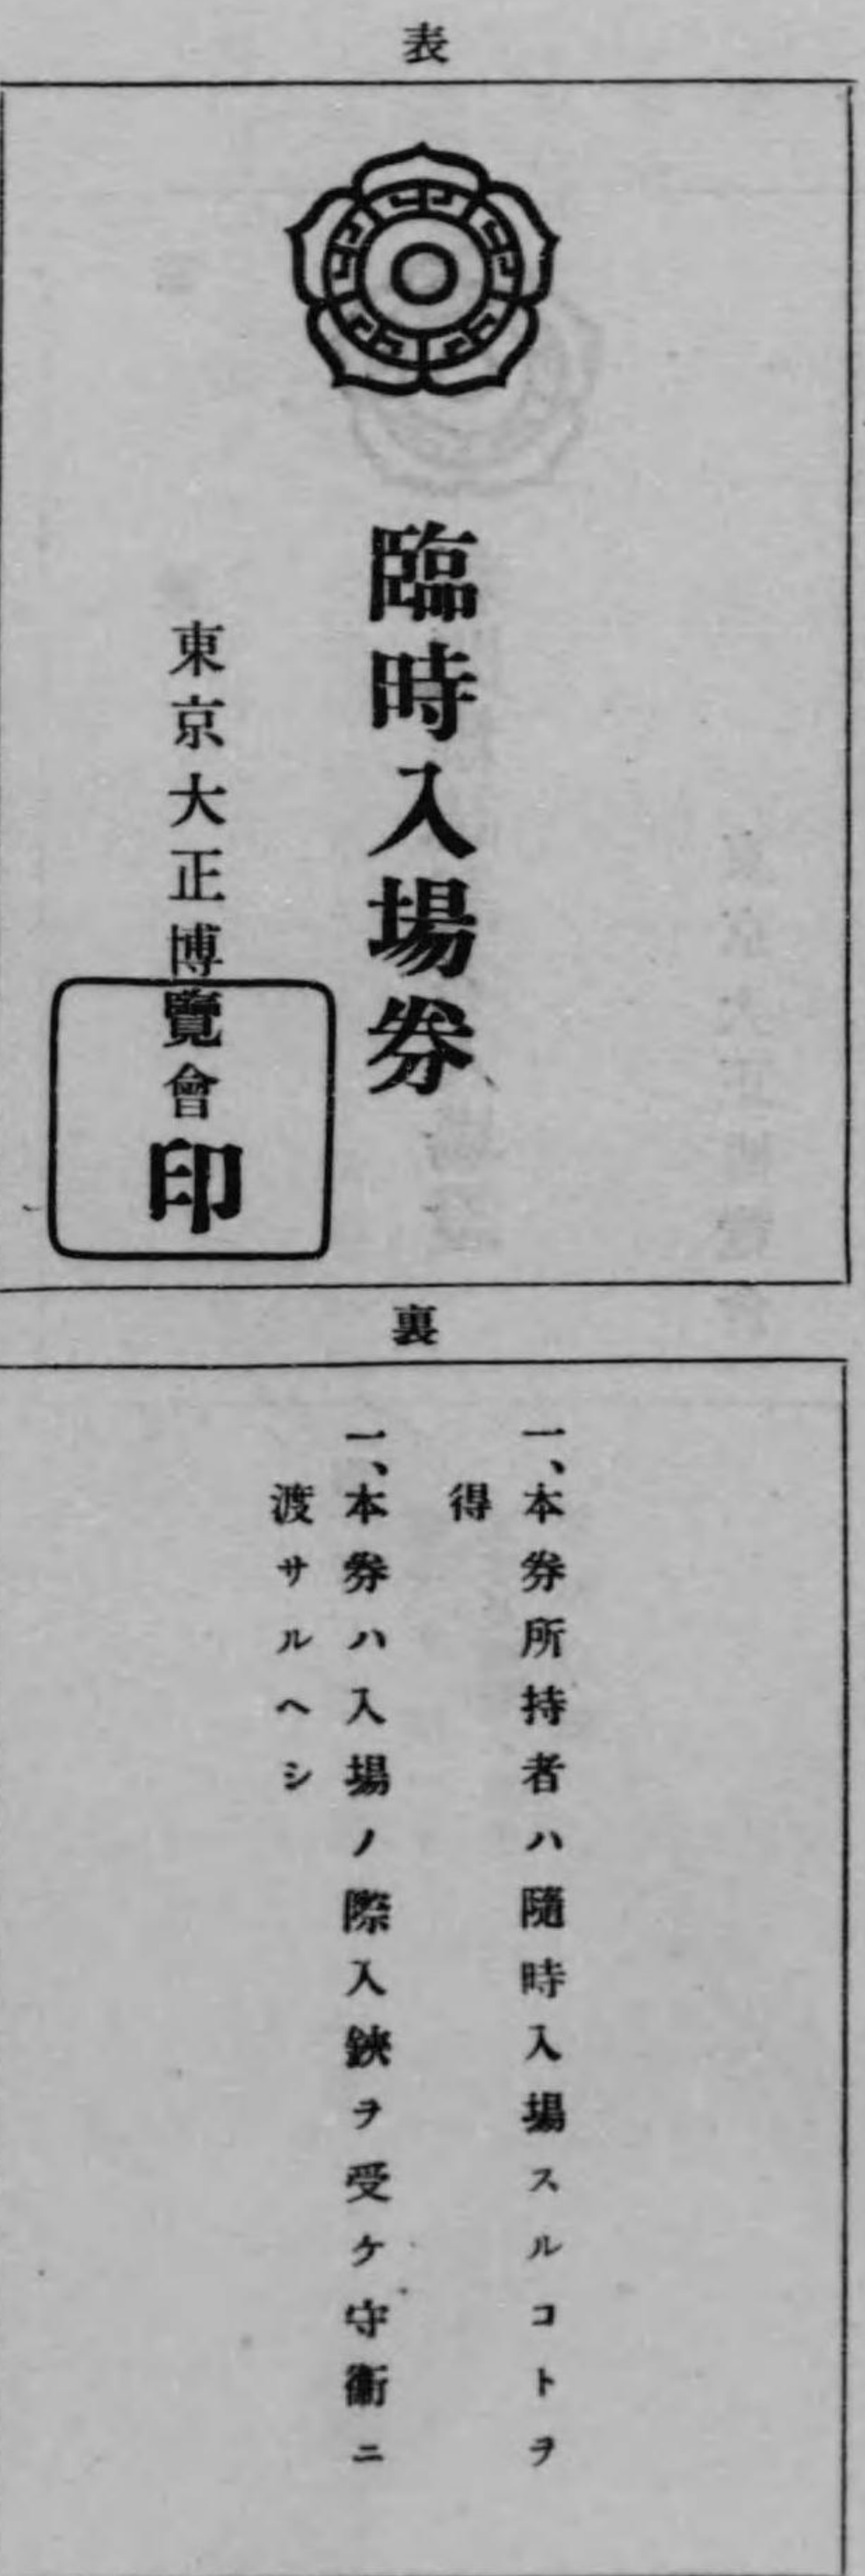 表
臨時入場券
東京大正博覽會印
裏
一、本券所持者ハ隨時入場スルコトヲ
得
一、本券ハ入場ノ際入鋏ヲ受ケ守衞ニ
渡サルヘシ